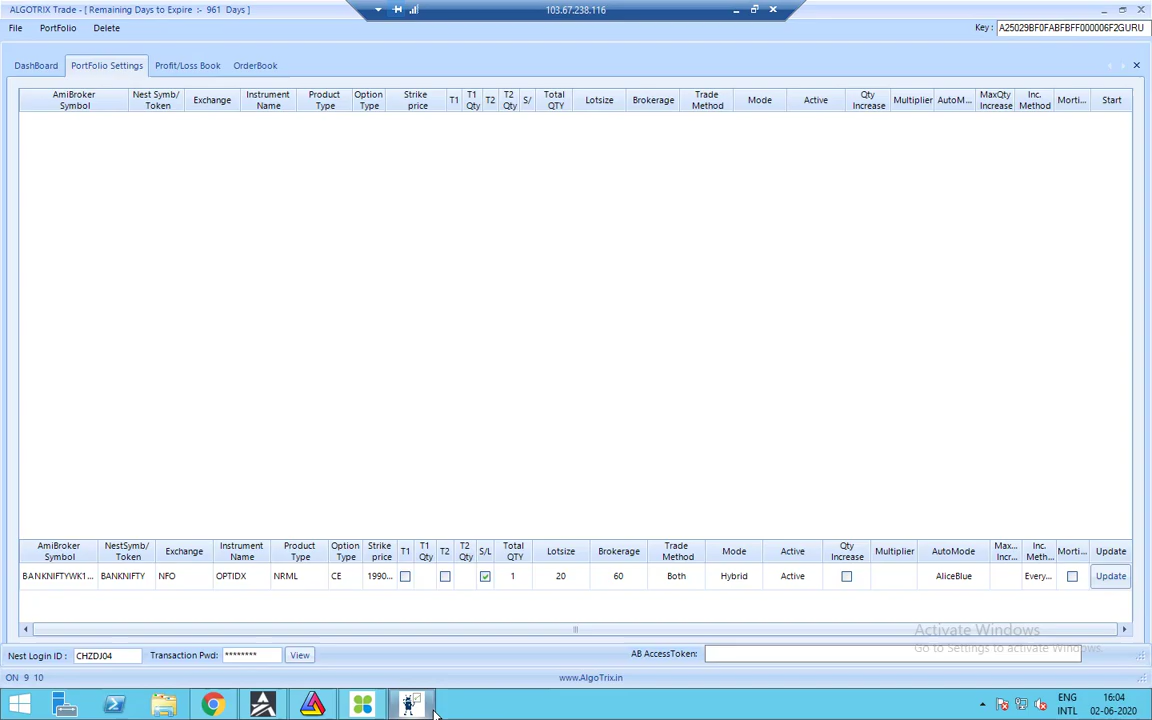 ALGOTRIX Trade - [ Remaining Days to Expire :- 961 Days ]
103.67.238.116
File PortFolio Delete
Key : A25029BF0FABFBFF000006F2GURU
DashBoard PortFolio Settings Profit/Loss Book OrderBook
AmiBroker Symbol Nest Symb/ Token Exchange Instrument Name Product Type Option Type Strike price T1 T1 Qty T2 T2 Qty S/ Total QTY Lotsize Brokerage Trade Method Mode Active Qty Increase Multiplier AutoM... MaxQty Increase Inc. Method Morti... Start
AmiBroker Symbol NestSymb/ Token Exchange Instrument Name Product Type Option Type Strike price T1 T1 Qty T2 T2 Qty S/L Total QTY Lotsize Brokerage Trade Method Mode Active Qty Increase Multiplier AutoMode Max... Incr... Inc. Meth... Morti... Update
BANKNIFTYWK1... BANKNIFTY NFO OPTIDX NRML CE 1990... 1 20 60 Both Hybrid Active AliceBlue Every... Update
Activate Windows
Go to Settings to activate Windows.
Nest Login ID : CHZDJ04 Transaction Pwd: ******** View AB AccessToken:
ON 9 10
www.AlgoTrix.in
ENG 16:04
INTL 02-06-2020